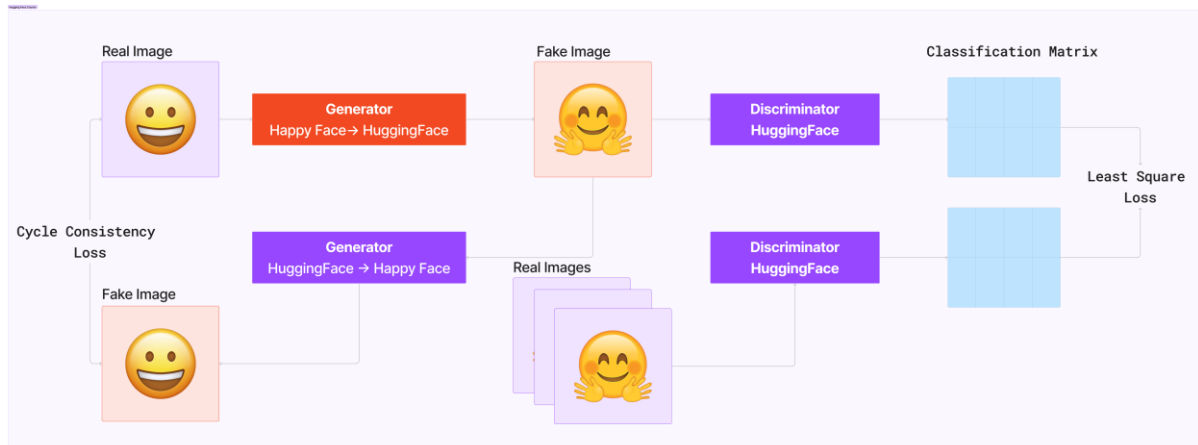 Real Image
Fake Image
Classification Matrix
Generator
Happy Face→ HuggingFace
Discriminator
HuggingFace
Least Square
Loss
Cycle Consistency
Loss
Generator
HuggingFace → Happy Face
Discriminator
HuggingFace
Real Images
Fake Image